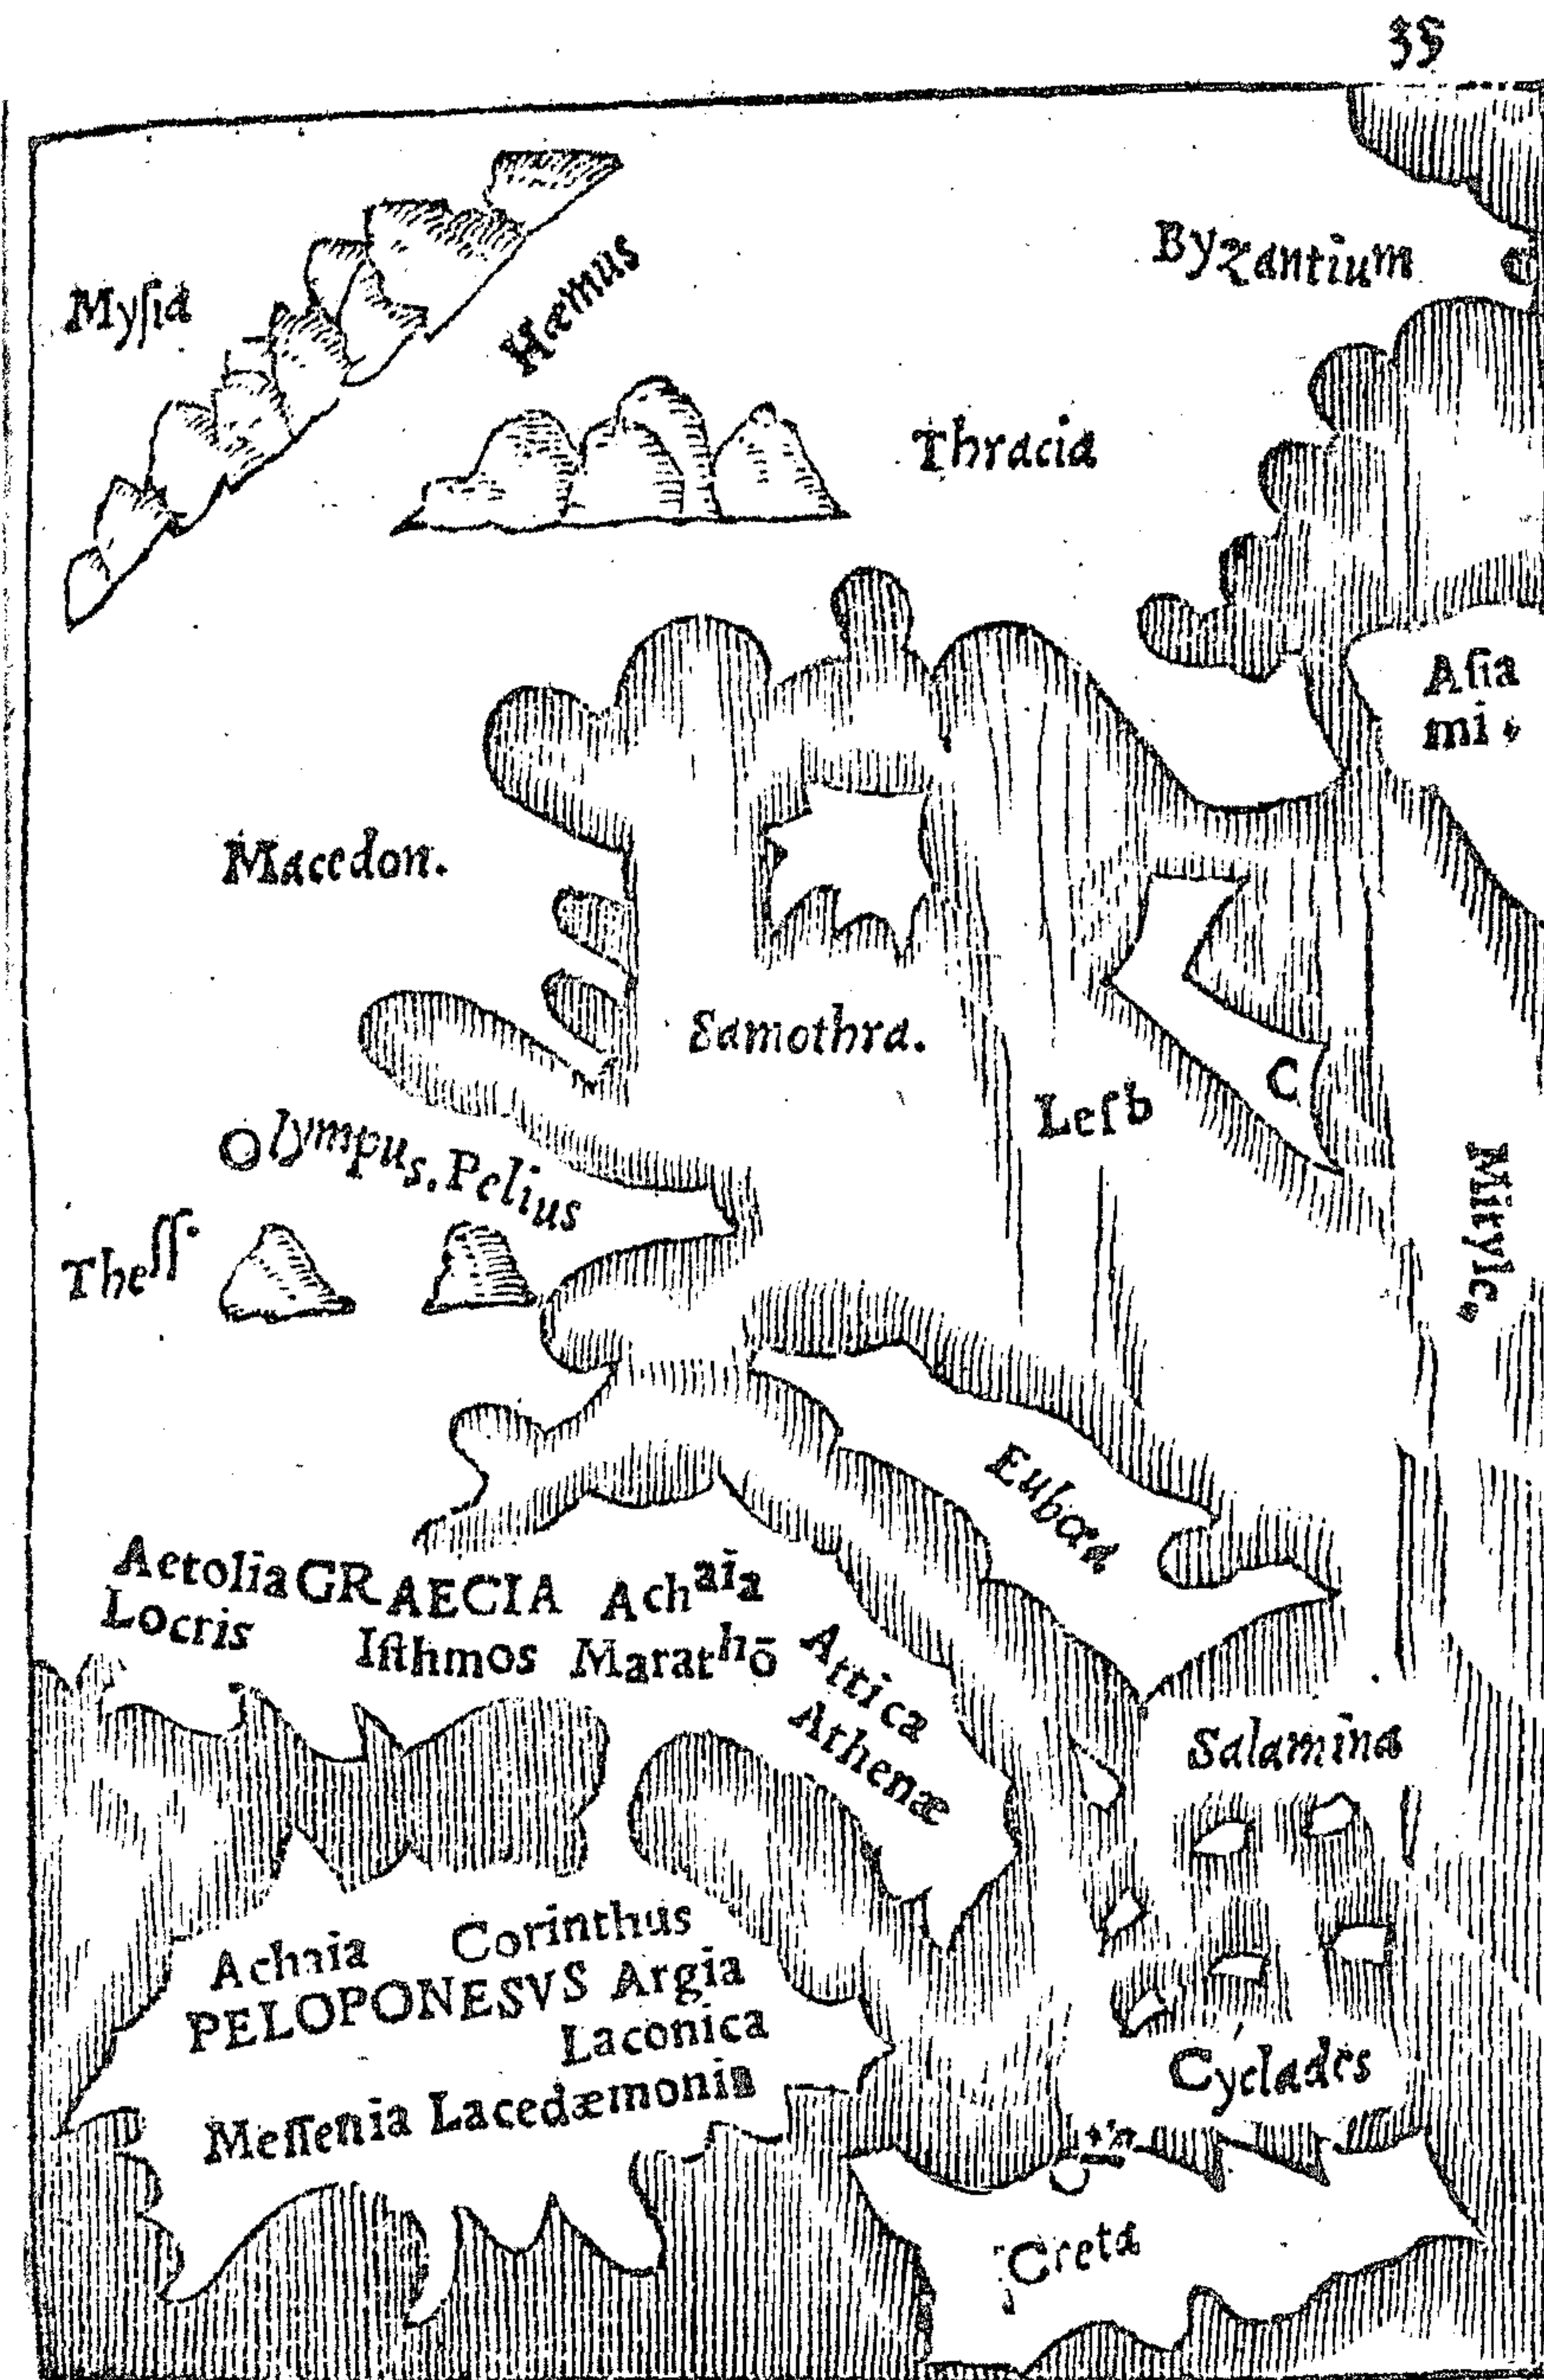 35
Byzantium
Myſia
Hæmus
Thracia
Aſia
mi
Macedon.
Samothra.
C
Leſb
Olympus. Pelius
Mityle
Theſſ.
Eubœa
Aetolia GRAECIA Achaia
Locris
Iſthmos Marathō
Attica
Athenæ
Salamina
Achaia Corinthus
PELOPONESVS Argia
Laconica
Meſſenia Lacedæmonia
Cyclades
Creta